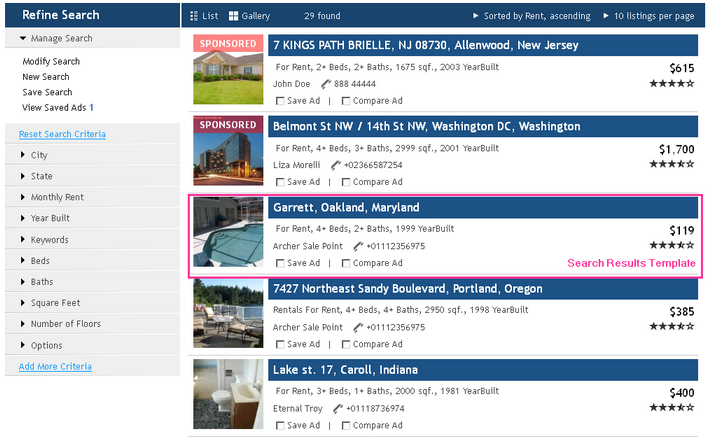 Refine Search
Manage Search
Modify Search
New Search
Save Search
View Saved Ads 1
Reset Search Criteria
City
State
Monthly Rent
Year Built
Keywords
Beds
Baths
Square Feet
Number of Floors
Options
Add More Criteria
List Gallery 29 found Sorted by Rent, ascending 10 listings per page
SPONSORED
7 KINGS PATH BRIELLE, NJ 08730, Allenwood, New Jersey
For Rent, 2+ Beds, 2+ Baths, 1675 sqf., 2003 YearBuilt
$615
John Doe 888 44444
Save Ad | Compare Ad
SPONSORED
Belmont St NW / 14th St NW, Washington DC, Washington
For Rent, 4+ Beds, 3+ Baths, 2999 sqf., 2001 YearBuilt
$1,700
Liza Morelli +02366587254
Save Ad | Compare Ad
Garrett, Oakland, Maryland
For Rent, 4+ Beds, 2+ Baths, 1999 YearBuilt
$119
Archer Sale Point +01112356975
Save Ad | Compare Ad
Search Results Template
7427 Northeast Sandy Boulevard, Portland, Oregon
Rentals For Rent, 4+ Beds, 4+ Baths, 2950 sqf., 1998 YearBuilt
$385
Archer Sale Point +01112356975
Save Ad | Compare Ad
Lake st. 17, Caroll, Indiana
For Rent, 3+ Beds, 1+ Baths, 2000 sqf., 1981 YearBuilt
$400
Eternal Troy +01118736974
Save Ad | Compare Ad